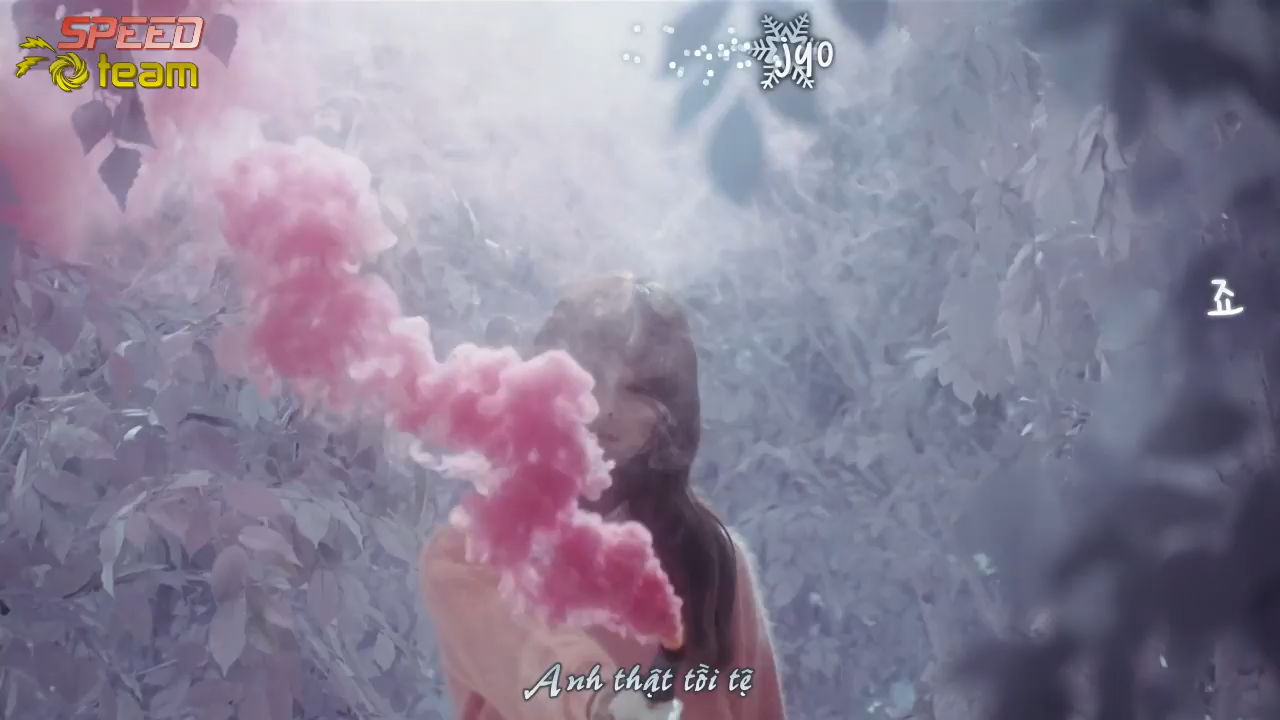 SPEED
team
jyo
죠
Anh thật tồi tệ